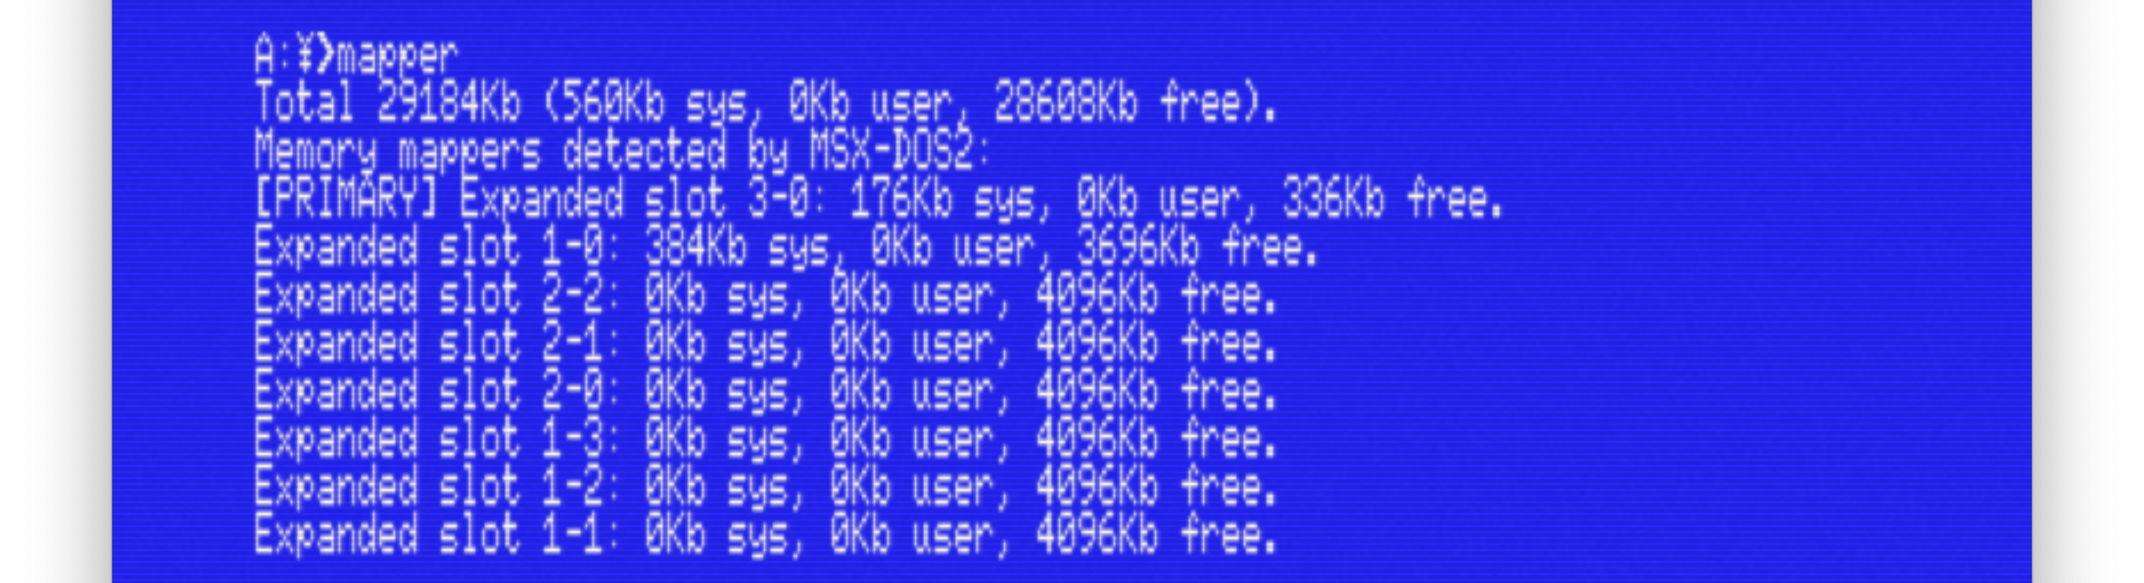 A:¥>mapper
Total 29184Kb (560Kb sys, 0Kb user, 28608Kb free).
Memory mappers detected by MSX-DOS2:
[PRIMARY] Expanded slot 3-0: 176Kb sys, 0Kb user, 336Kb free.
Expanded slot 1-0: 384Kb sys, 0Kb user, 3696Kb free.
Expanded slot 2-2: 0Kb sys, 0Kb user, 4096Kb free.
Expanded slot 2-1: 0Kb sys, 0Kb user, 4096Kb free.
Expanded slot 2-0: 0Kb sys, 0Kb user, 4096Kb free.
Expanded slot 1-3: 0Kb sys, 0Kb user, 4096Kb free.
Expanded slot 1-2: 0Kb sys, 0Kb user, 4096Kb free.
Expanded slot 1-1: 0Kb sys, 0Kb user, 4096Kb free.